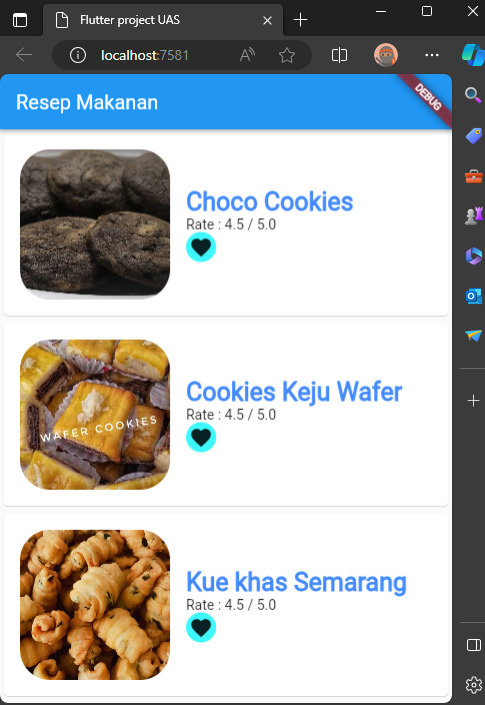 Flutter project UAS
localhost:7581
Resep Makanan
DEBUG
Choco Cookies
Rate : 4.5 / 5.0
WAFER COOKIES
Cookies Keju Wafer
Rate : 4.5 / 5.0
Kue khas Semarang
Rate : 4.5 / 5.0